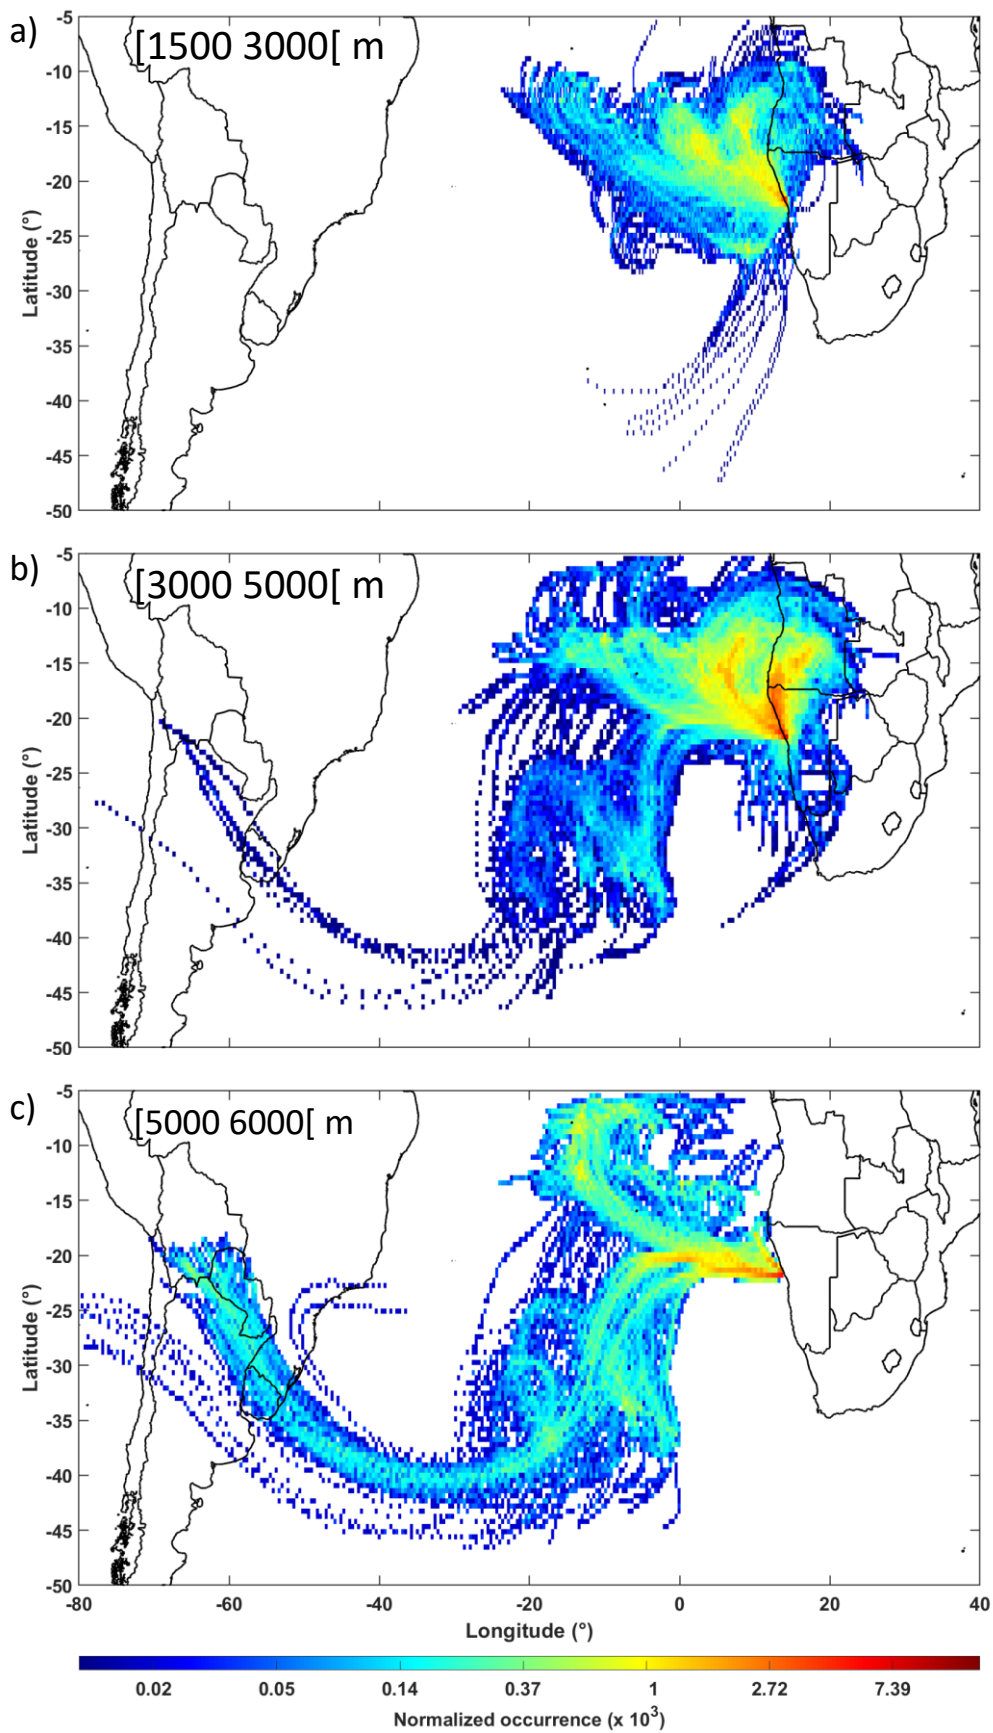 a)
[1500 3000[ m
-5
-10
-15
-20
-25
-30
-35
-40
-45
-50
Latitude (°)
b)
[3000 5000[ m
-5
-10
-15
-20
-25
-30
-35
-40
-45
-50
Latitude (°)
c)
[5000 6000[ m
-5
-10
-15
-20
-25
-30
-35
-40
-45
-50
Latitude (°)
-80 -60 -40 -20 0 20 40
Longitude (°)
0.02 0.05 0.14 0.37 1 2.72 7.39
Normalized occurrence (x 10³)